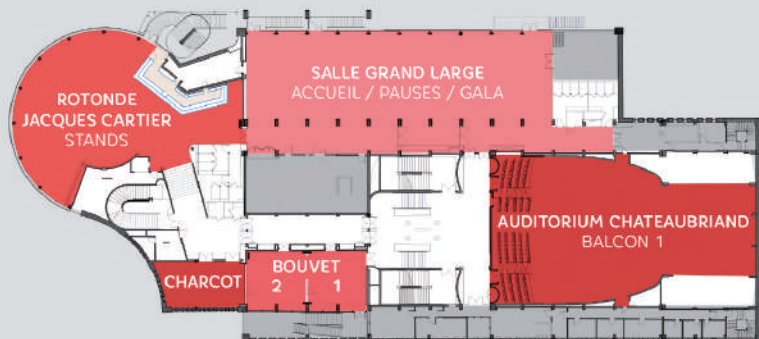 ROTONDE
JACQUES CARTIER
STANDS
SALLE GRAND LARGE
ACCUEIL / PAUSES / GALA
AUDITORIUM CHATEAUBRIAND
BALCON 1
CHARCOT
BOUVET
2 1